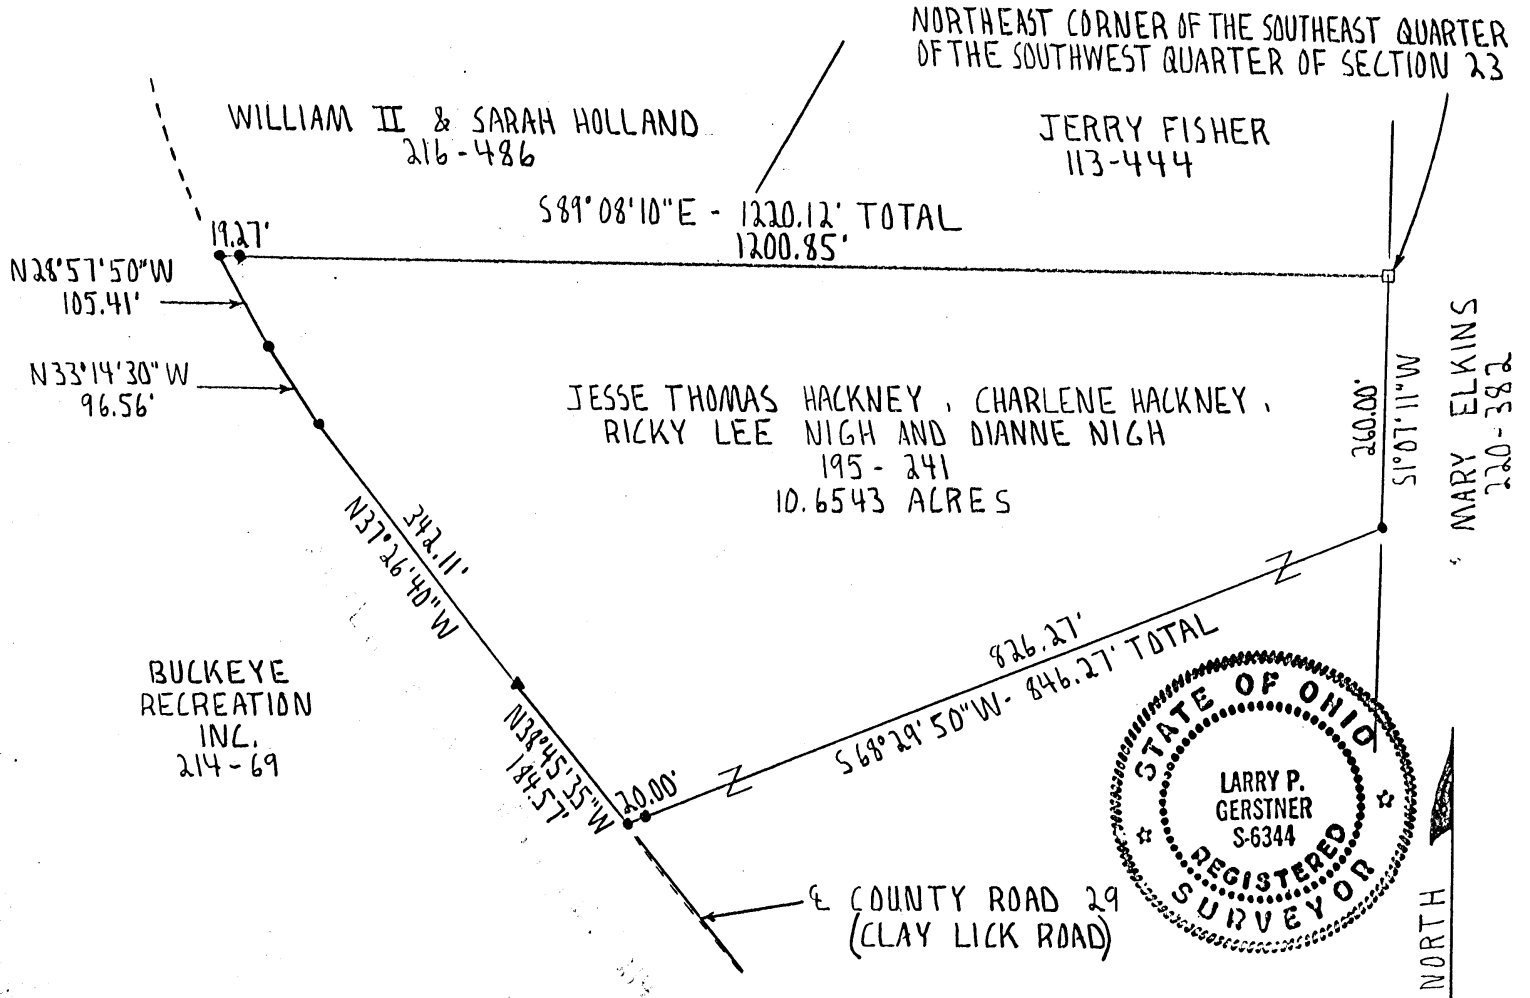 NORTHEAST CORNER OF THE SOUTHEAST QUARTER
OF THE SOUTHWEST QUARTER OF SECTION 23
WILLIAM II & SARAH HOLLAND
216-486
JERRY FISHER
113-444
S89°08'10"E - 1220.12' TOTAL
1200.85'
19.27'
N28°57'50"W
105.41'
N33°14'30"W
96.56'
JESSE THOMAS HACKNEY, CHARLENE HACKNEY,
RICKY LEE NIGH AND DIANNE NIGH
195-241
10.6543 ACRES
260.00'
S1°07'11"W
MARY ELKINS
220-382
342.11'
N37°26'40"W
826.27'
S68°29'50"W - 846.27' TOTAL
BUCKEYE
RECREATION
INC.
214-69
N38°45'35"W
184.57'
20.00'
STATE OF OHIO
LARRY P.
GERSTNER
S-6344
REGISTERED
SURVEYOR
℄ COUNTY ROAD 29
(CLAY LICK ROAD)
NORTH